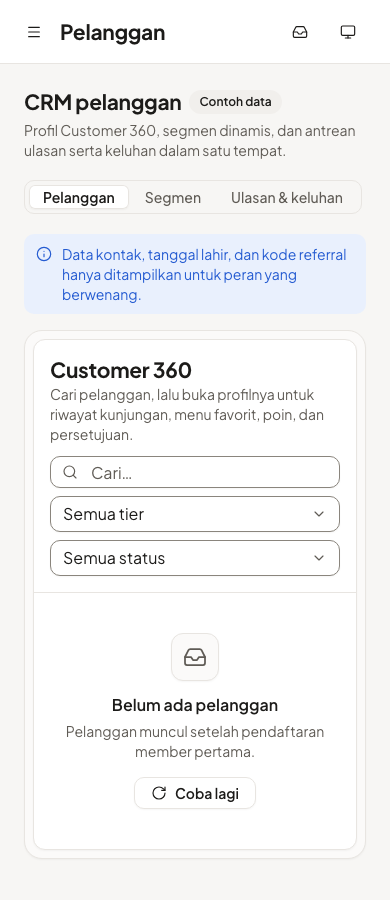 Pelanggan
CRM pelanggan
Contoh data
Profil Customer 360, segmen dinamis, dan antrean
ulasan serta keluhan dalam satu tempat.
Pelanggan
Segmen
Ulasan & keluhan
Data kontak, tanggal lahir, dan kode referral
hanya ditampilkan untuk peran yang
berwenang.
Customer 360
Cari pelanggan, lalu buka profilnya untuk
riwayat kunjungan, menu favorit, poin, dan
persetujuan.
Cari...
Semua tier
Semua status
Belum ada pelanggan
Pelanggan muncul setelah pendaftaran
member pertama.
Coba lagi